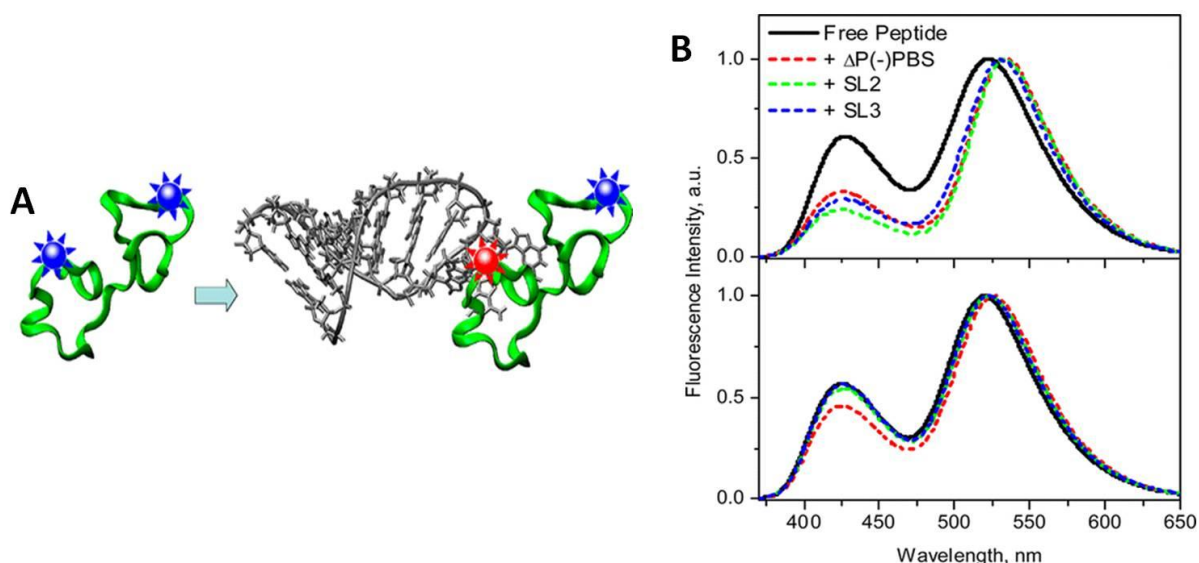 A
B
Free Peptide
+ ΔP(-)PBS
+ SL2
+ SL3
1.0
0.5
0.0
1.0
0.5
0.0
Fluorescence Intensity, a.u.
400 450 500 550 600 650
Wavelength, nm